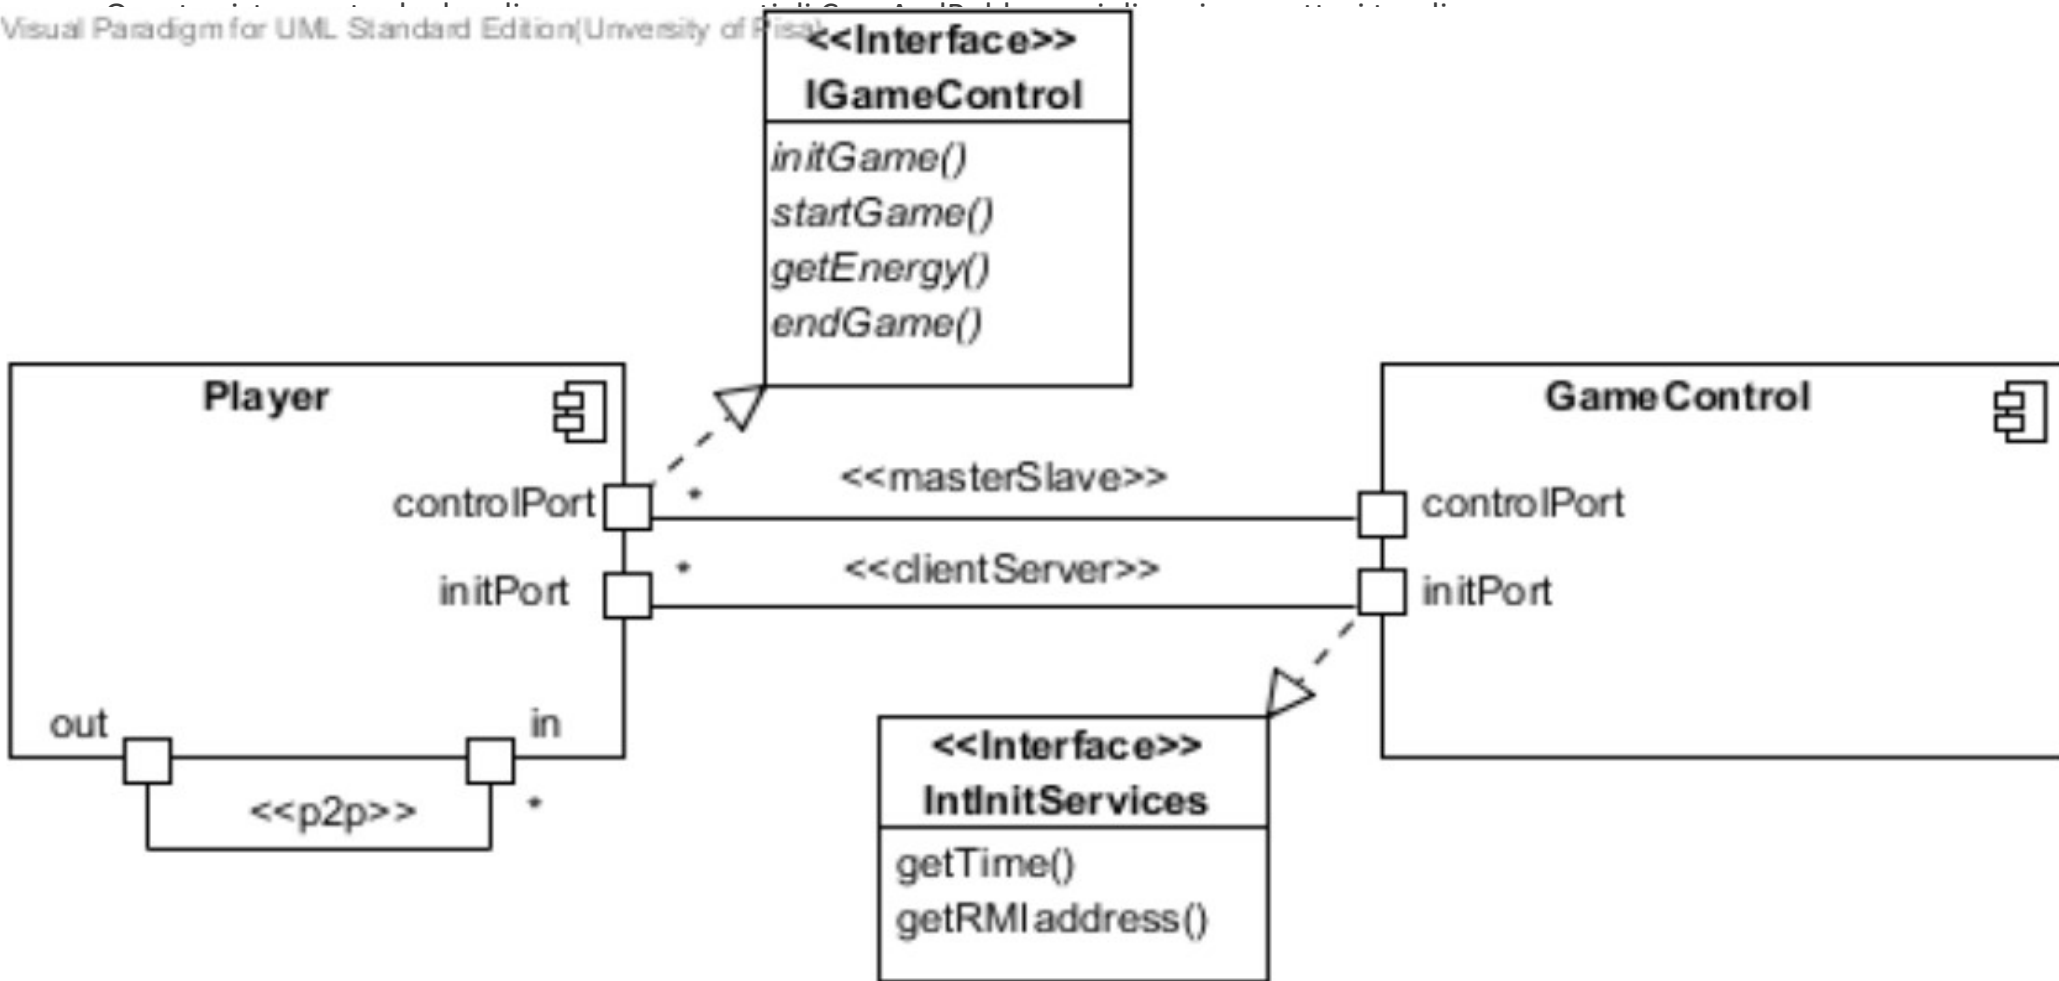 Visual Paradigm for UML Standard Edition(Unversity of Pisa)
<<Interface>>
IGameControl
initGame()
startGame()
getEnergy()
endGame()
Player
GameControl
<<masterSlave>>
controlPort
*
controlPort
<<clientServer>>
initPort
*
initPort
out
in
<<p2p>>
*
<<Interface>>
IntInitServices
getTime()
getRMIaddress()